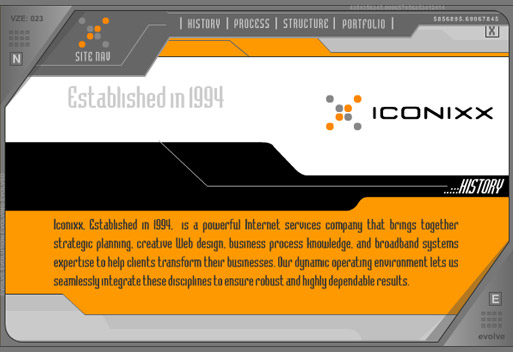 VZE: 023
| HISTORY | PROCESS | STRUCTURE | PORTFOLIO |
5856895.69067845
X
N
SITE NAV
Established in 1994
ICONIXX
.:::HISTORY
Iconixx, Established in 1994, is a powerful Internet services company that brings together
strategic planning, creative Web design, business process knowledge, and broadband systems
expertise to help clients transform their businesses. Our dynamic operating environment lets us
seamlessly integrate these disciplines to ensure robust and highly dependable results.
E
evolve